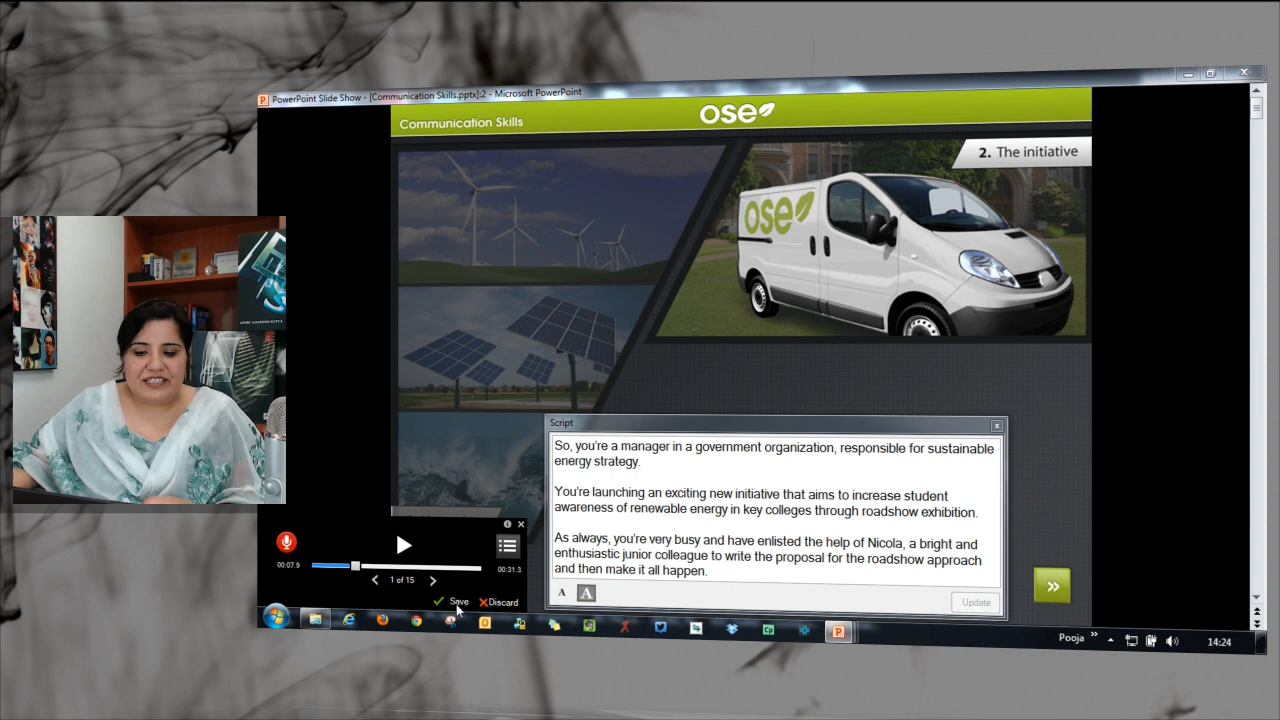 PowerPoint Slide Show - [Communication Skills.pptx]:2 - Microsoft PowerPoint
Communication Skills
ose
2. The initiative
ose
Script
So, you're a manager in a government organization, responsible for sustainable
energy strategy.
You're launching an exciting new initiative that aims to increase student
awareness of renewable energy in key colleges through roadshow exhibition.
As always, you're very busy and have enlisted the help of Nicola, a bright and
enthusiastic junior colleague to write the proposal for the roadshow approach
and then make it all happen.
A A
Update
00:07.9
00:31.3
1 of 15
Save
Discard
Pooja
14:24